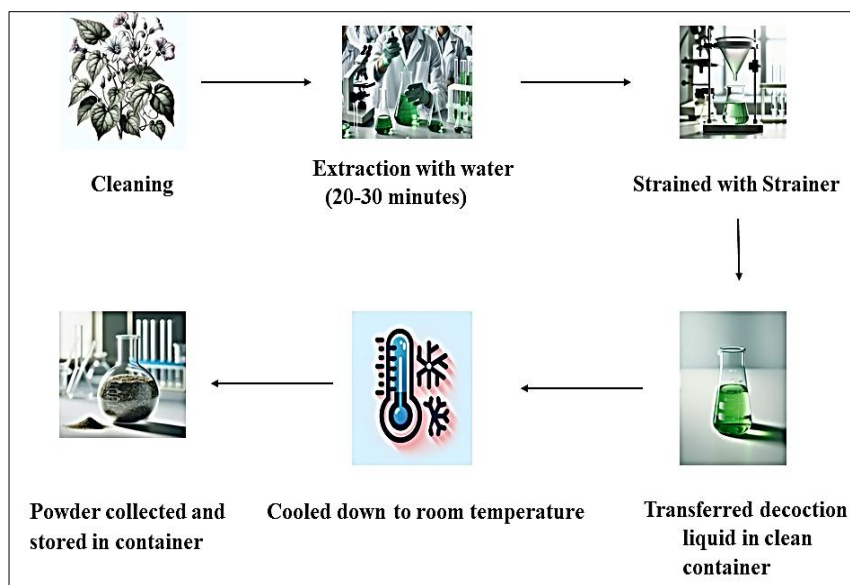 Cleaning
Extraction with water
(20-30 minutes)
Strained with Strainer
Transferred decoction
liquid in clean
container
Cooled down to room temperature
Powder collected and
stored in container